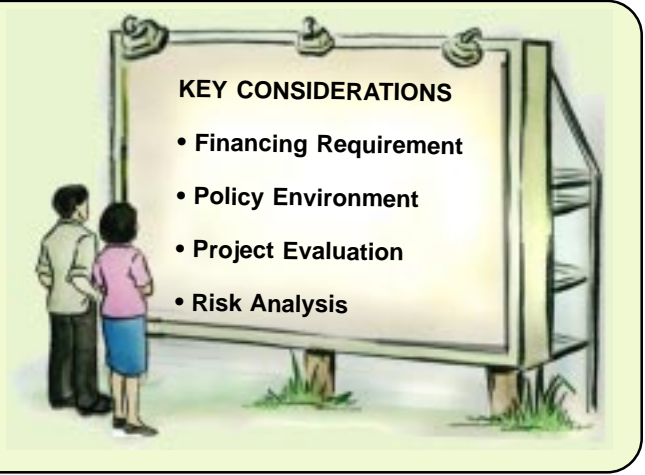 KEY CONSIDERATIONS
• Financing Requirement
• Policy Environment
• Project Evaluation
• Risk Analysis